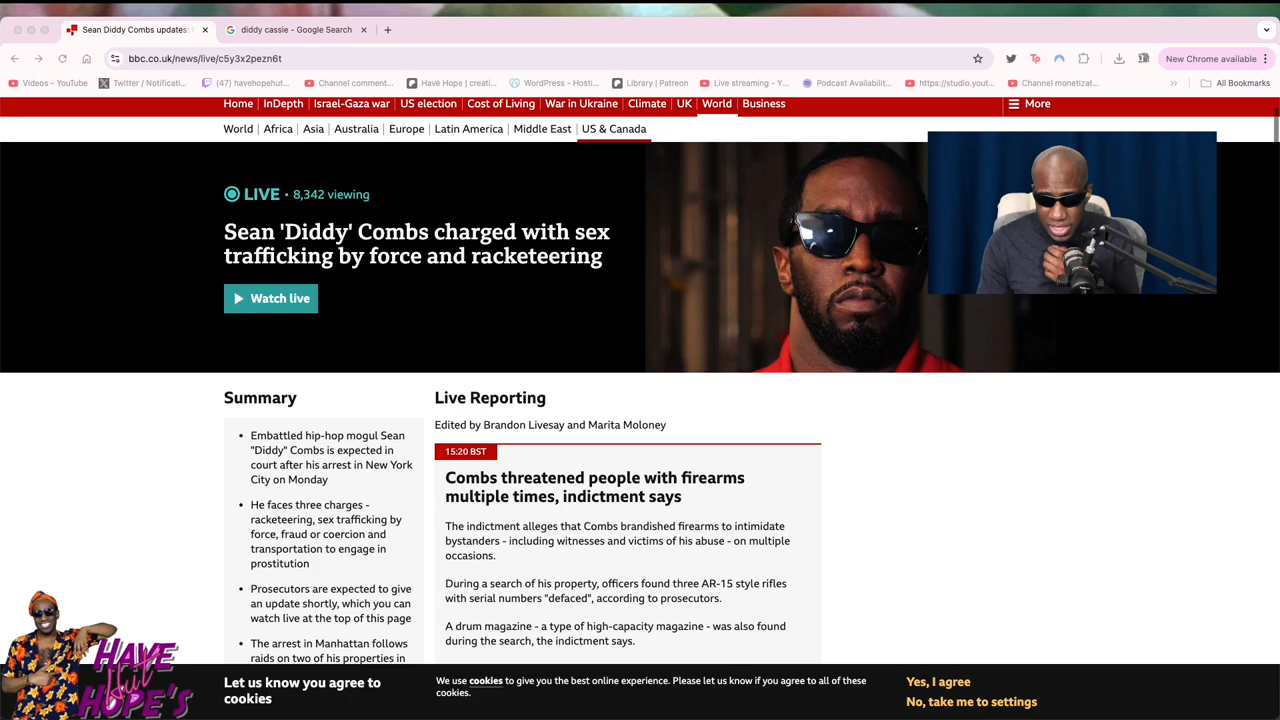 Sean Diddy Combs updates:
diddy cassie - Google Search
bbc.co.uk/news/live/c5y3x2pezn6t
New Chrome available
Videos - YouTube
Twitter / Notificati...
(47) havehopehut...
Channel comment...
Have Hope | creati...
WordPress - Hosti...
Library | Patreon
Live streaming - Y...
Podcast Availabilit...
https://studio.yout...
Channel monetizat...
All Bookmarks
Home
InDepth
Israel-Gaza war
US election
Cost of Living
War in Ukraine
Climate
UK
World
Business
More
World
Africa
Asia
Australia
Europe
Latin America
Middle East
US & Canada
LIVE · 8,342 viewing
Sean 'Diddy' Combs charged with sex
trafficking by force and racketeering
Watch live
Summary
Embattled hip-hop mogul Sean
"Diddy" Combs is expected in
court after his arrest in New York
City on Monday
He faces three charges -
racketeering, sex trafficking by
force, fraud or coercion and
transportation to engage in
prostitution
Prosecutors are expected to give
an update shortly, which you can
watch live at the top of this page
The arrest in Manhattan follows
raids on two of his properties in
Live Reporting
Edited by Brandon Livesay and Marita Moloney
15:20 BST
Combs threatened people with firearms
multiple times, indictment says
The indictment alleges that Combs brandished firearms to intimidate
bystanders - including witnesses and victims of his abuse - on multiple
occasions.
During a search of his property, officers found three AR-15 style rifles
with serial numbers "defaced", according to prosecutors.
A drum magazine - a type of high-capacity magazine - was also found
during the search, the indictment says.
HAVE
hut
HOPE'S
Let us know you agree to
cookies
We use cookies to give you the best online experience. Please let us know if you agree to all of these
cookies.
Yes, I agree
No, take me to settings